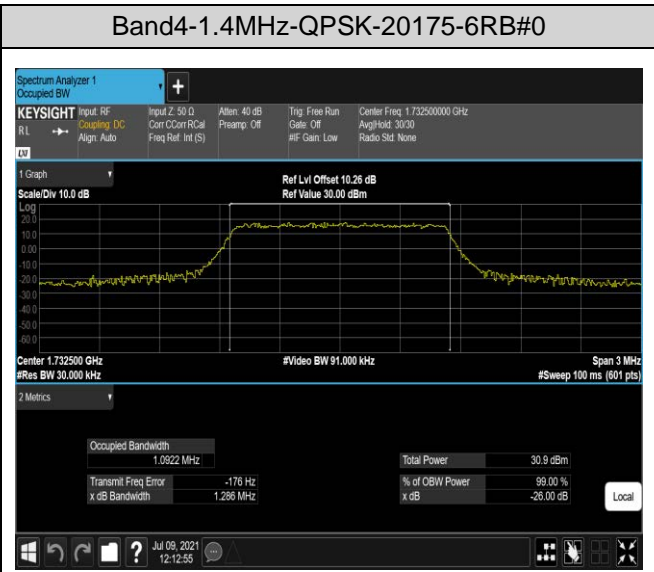 Band4-1.4MHz-QPSK-20175-6RB#0
Spectrum Analyzer 1
Occupied BW
+
KEYSIGHT Input: RF Input Z: 50 Ω Atten: 40 dB Trig: Free Run Center Freq: 1.732500000 GHz
RL Coupling: DC Corr CCorr RCal Preamp: Off Gate: Off Avg|Hold: 30/30
Align: Auto Freq Ref: Int (S) #IF Gain: Low Radio Std: None
LXI
1 Graph
Ref Lvl Offset 10.26 dB
Scale/Div 10.0 dB Ref Value 30.00 dBm
Log
20.0
10.0
0.00
-10.0
-20.0
-30.0
-40.0
-50.0
-60.0
Center 1.732500 GHz #Video BW 91.000 kHz Span 3 MHz
#Res BW 30.000 kHz #Sweep 100 ms (601 pts)
2 Metrics
Occupied Bandwidth
1.0922 MHz Total Power 30.9 dBm
Transmit Freq Error -176 Hz % of OBW Power 99.00 %
x dB Bandwidth 1.286 MHz x dB -26.00 dB
Local
? Jul 09, 2021
12:12:55